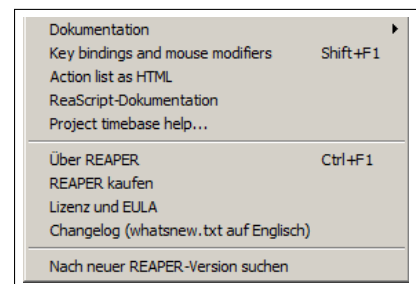 Dokumentation
Key bindings and mouse modifiers Shift+F1
Action list as HTML
ReaScript-Dokumentation
Project timebase help...
Über REAPER Ctrl+F1
REAPER kaufen
Lizenz und EULA
Changelog (whatsnew.txt auf Englisch)
Nach neuer REAPER-Version suchen